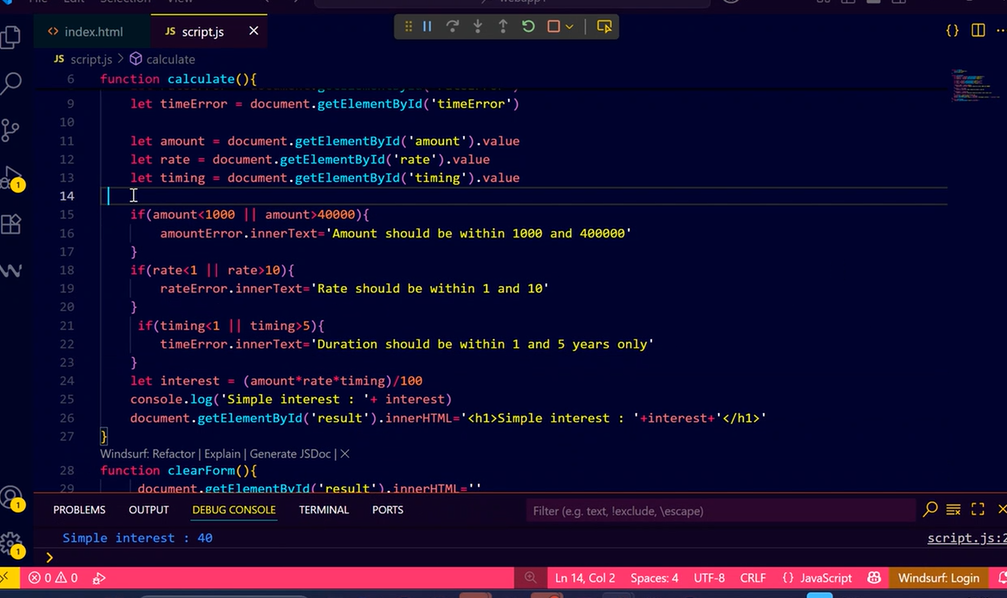 index.html
JS script.js
JS script.js > calculate
6 function calculate(){
9 let timeError = document.getElementById('timeError')
10
11 let amount = document.getElementById('amount').value
12 let rate = document.getElementById('rate').value
13 let timing = document.getElementById('timing').value
14
15 if(amount<1000 || amount>40000){
16 amountError.innerText='Amount should be within 1000 and 400000'
17 }
18 if(rate<1 || rate>10){
19 rateError.innerText='Rate should be within 1 and 10'
20 }
21 if(timing<1 || timing>5){
22 timeError.innerText='Duration should be within 1 and 5 years only'
23 }
24 let interest = (amount*rate*timing)/100
25 console.log('Simple interest : '+ interest)
26 document.getElementById('result').innerHTML='<h1>Simple interest : '+interest+'</h1>'
27 }
Windsurf: Refactor | Explain | Generate JSDoc | X
28 function clearForm(){
29 document.getElementById('result').innerHTML=''
PROBLEMS OUTPUT DEBUG CONSOLE TERMINAL PORTS Filter (e.g. text, !exclude, \escape)
Simple interest : 40 script.js:2
>
0 0 Ln 14, Col 2 Spaces: 4 UTF-8 CRLF {} JavaScript Windsurf: Login